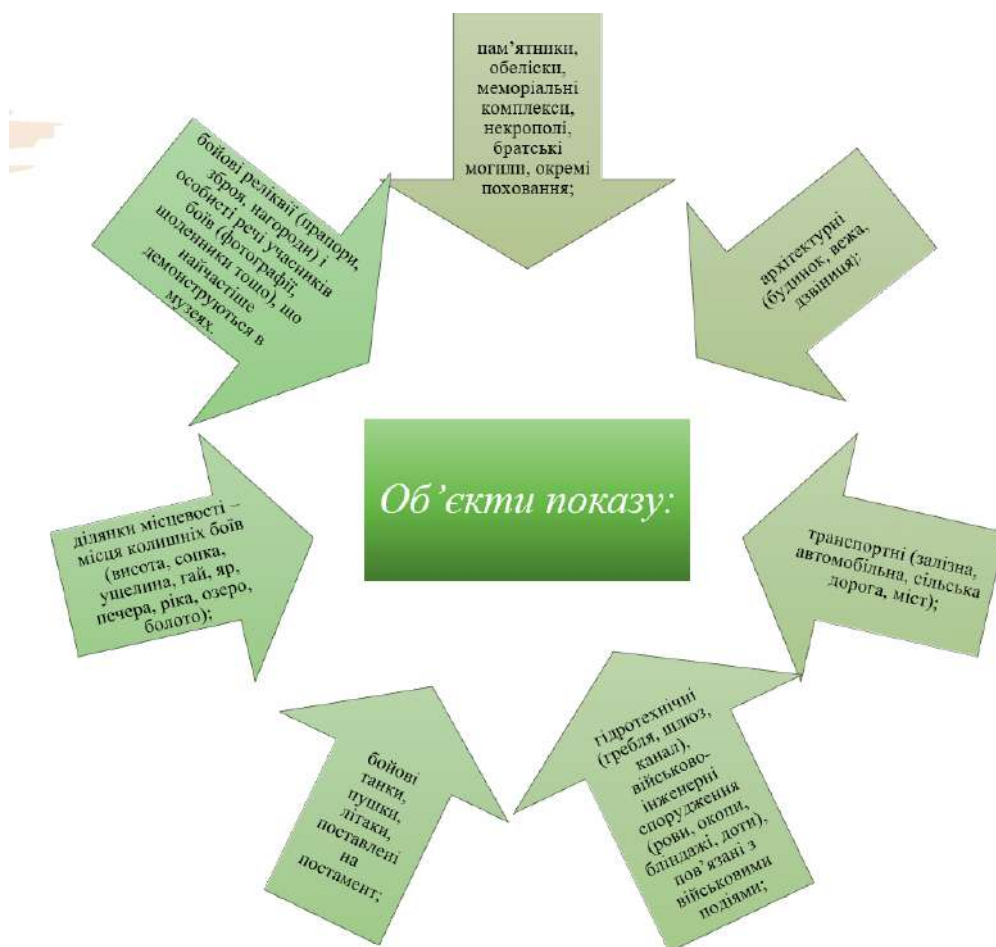 пам’ятники,
обеліски,
меморіальні
комплекси,
некрополі,
братські
могили, окремі
поховання;
архітектурні
(будинок, вежа,
дзвіниця);
транспортні (залізна,
автомобільна, сільська
дорога, міст);
гідротехнічні
(гребля, шлюз,
канал),
військово-
інженерні
спорудження
(рови, окопи,
бліндажі, доти),
пов’язані з
військовими
подіями;
бойові
танки,
пушки,
літаки,
поставлені
на
постамент;
ділянки місцевості –
місця колишніх боїв
(висота, сопка,
ущелина, гай, яр,
печера, ріка, озеро,
болото);
бойові реліквії (прапори,
зброя, нагороди) і
особисті речі учасників
боїв (фотографії,
щоденники тощо), що
найчастіше
демонструються в
музеях.
Об’єкти показу: